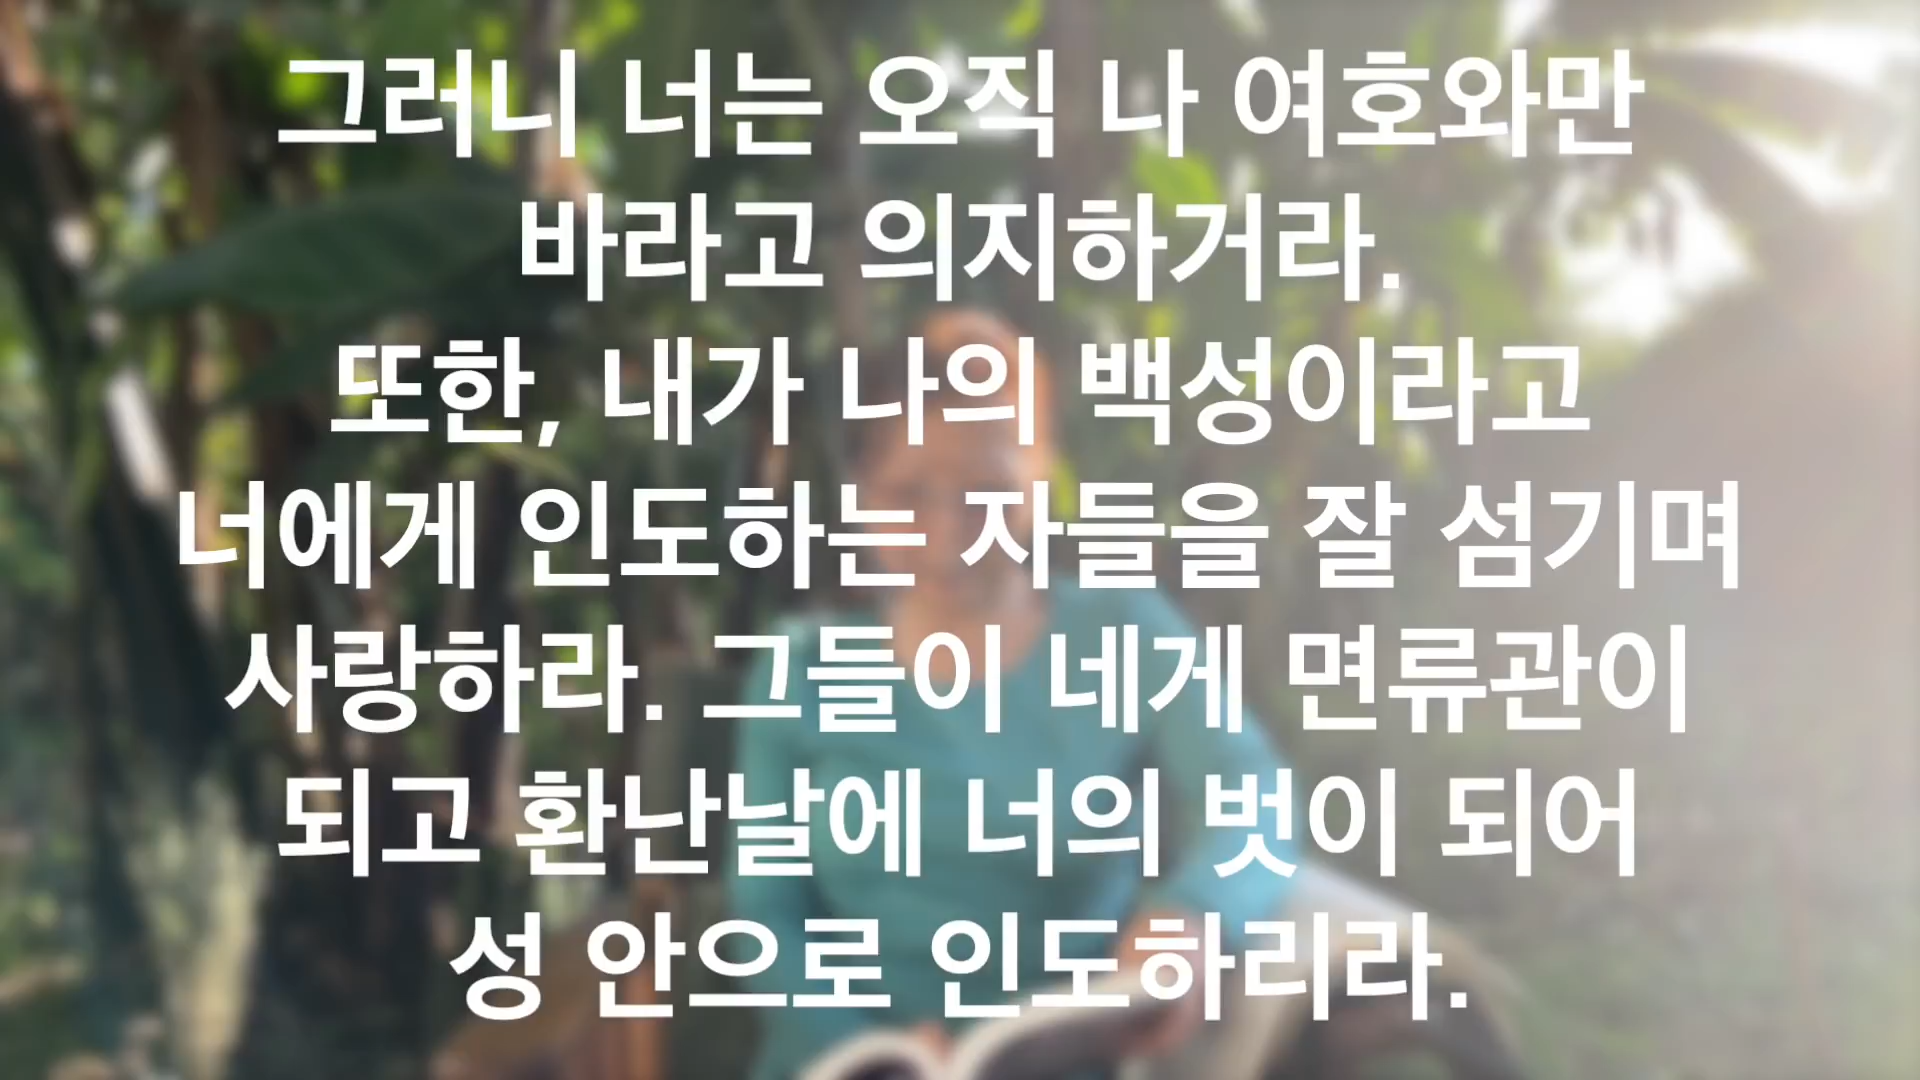 그러니 너는 오직 나 여호와만
바라고 의지하거라.
또한, 내가 나의 백성이라고
너에게 인도하는 자들을 잘 섬기며
사랑하라. 그들이 네게 면류관이
되고 환난날에 너의 벗이 되어
성 안으로 인도하리라.